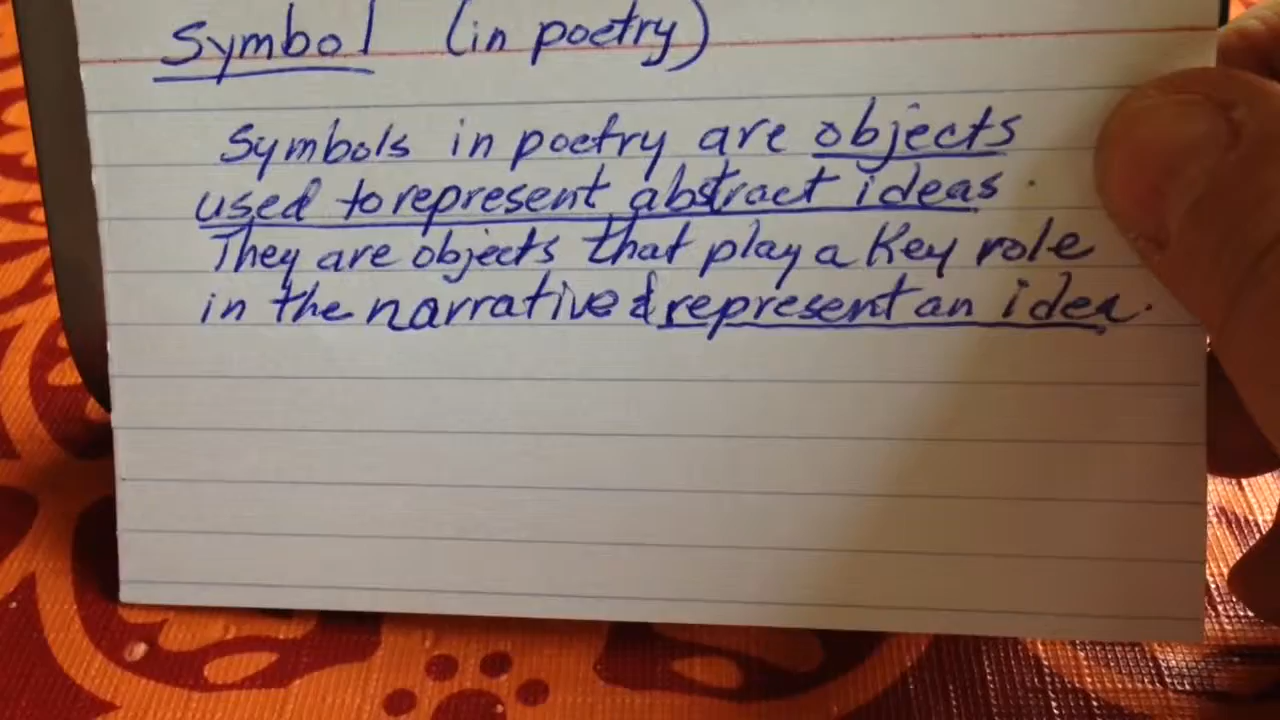 Symbol (in poetry)
Symbols in poetry are objects
used to represent abstract ideas.
They are objects that play a key role
in the narrative & represent an idea.